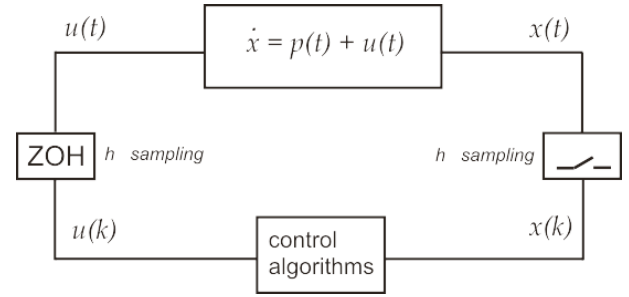 u(t)
ẋ = p(t) + u(t)
x(t)
ZOH
h sampling
h sampling
u(k)
control
algorithms
x(k)